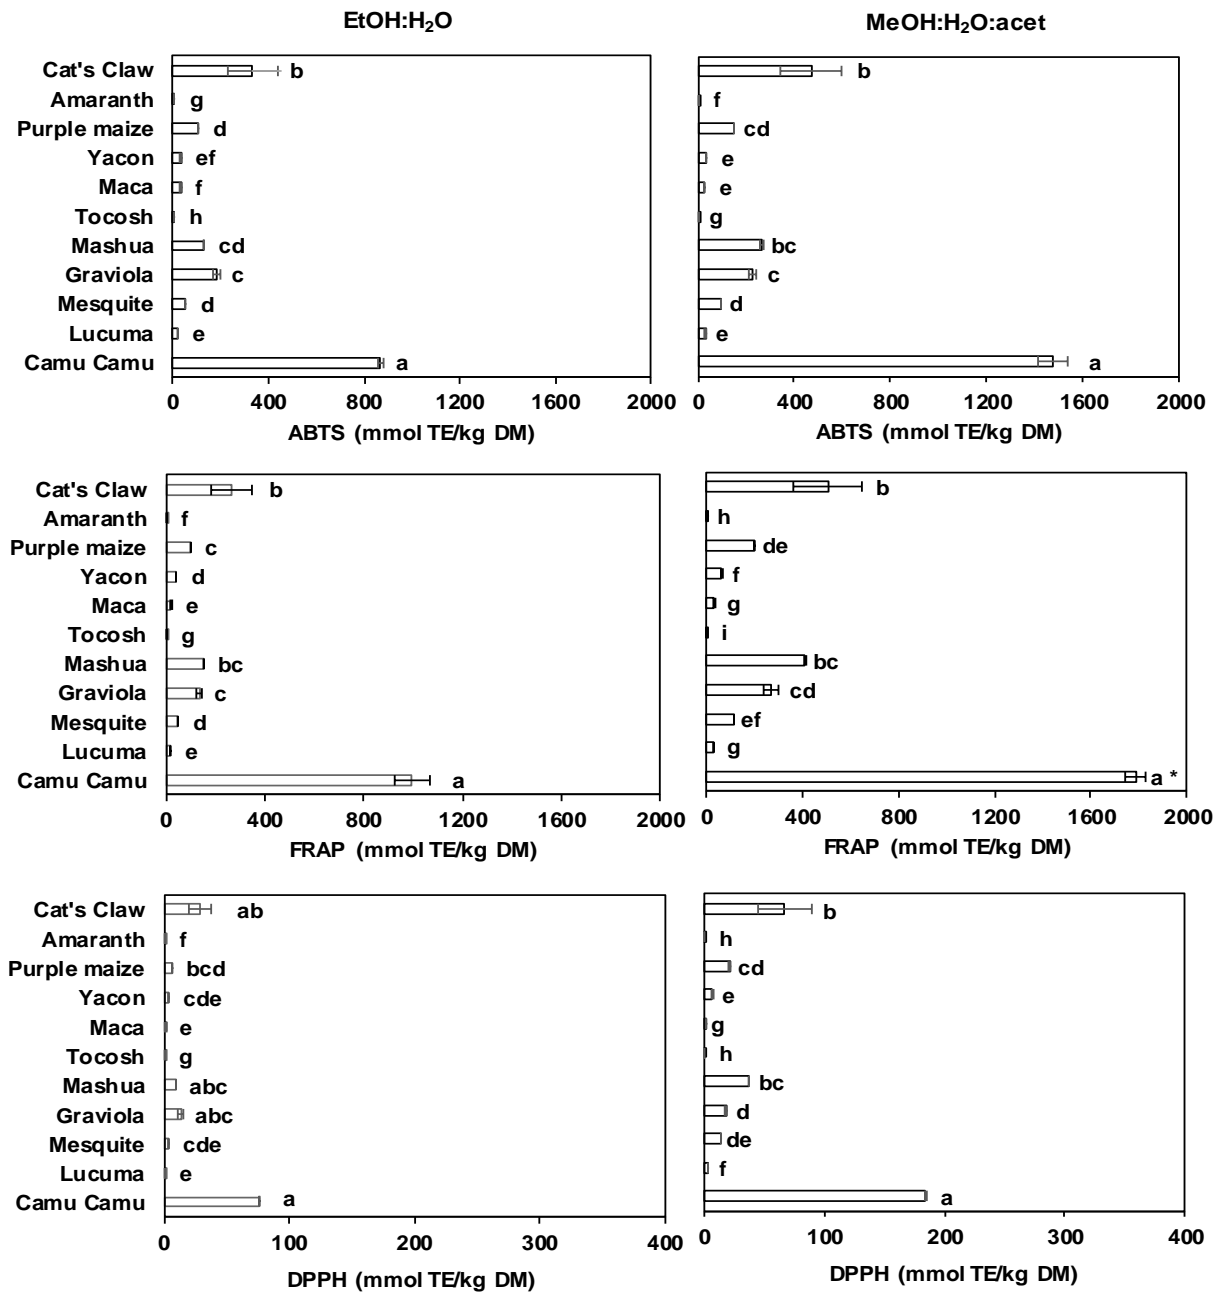 EtOH:H₂O
MeOH:H₂O:acet
Cat's Claw b
Amaranth g
Purple maize d
Yacon ef
Maca f
Tocosh h
Mashua cd
Graviola c
Mesquite d
Lucuma e
Camu Camu a
0 400 800 1200 1600 2000
ABTS (mmol TE/kg DM)
b
f
cd
e
e
g
bc
c
d
e
a
0 400 800 1200 1600 2000
ABTS (mmol TE/kg DM)
Cat's Claw b
Amaranth f
Purple maize c
Yacon d
Maca e
Tocosh g
Mashua bc
Graviola c
Mesquite d
Lucuma e
Camu Camu a
0 400 800 1200 1600 2000
FRAP (mmol TE/kg DM)
b
h
de
f
g
i
bc
cd
ef
g
a *
0 400 800 1200 1600 2000
FRAP (mmol TE/kg DM)
Cat's Claw ab
Amaranth f
Purple maize bcd
Yacon cde
Maca e
Tocosh g
Mashua abc
Graviola abc
Mesquite cde
Lucuma e
Camu Camu a
0 100 200 300 400
DPPH (mmol TE/kg DM)
b
h
cd
e
g
h
bc
d
de
f
a
0 100 200 300 400
DPPH (mmol TE/kg DM)